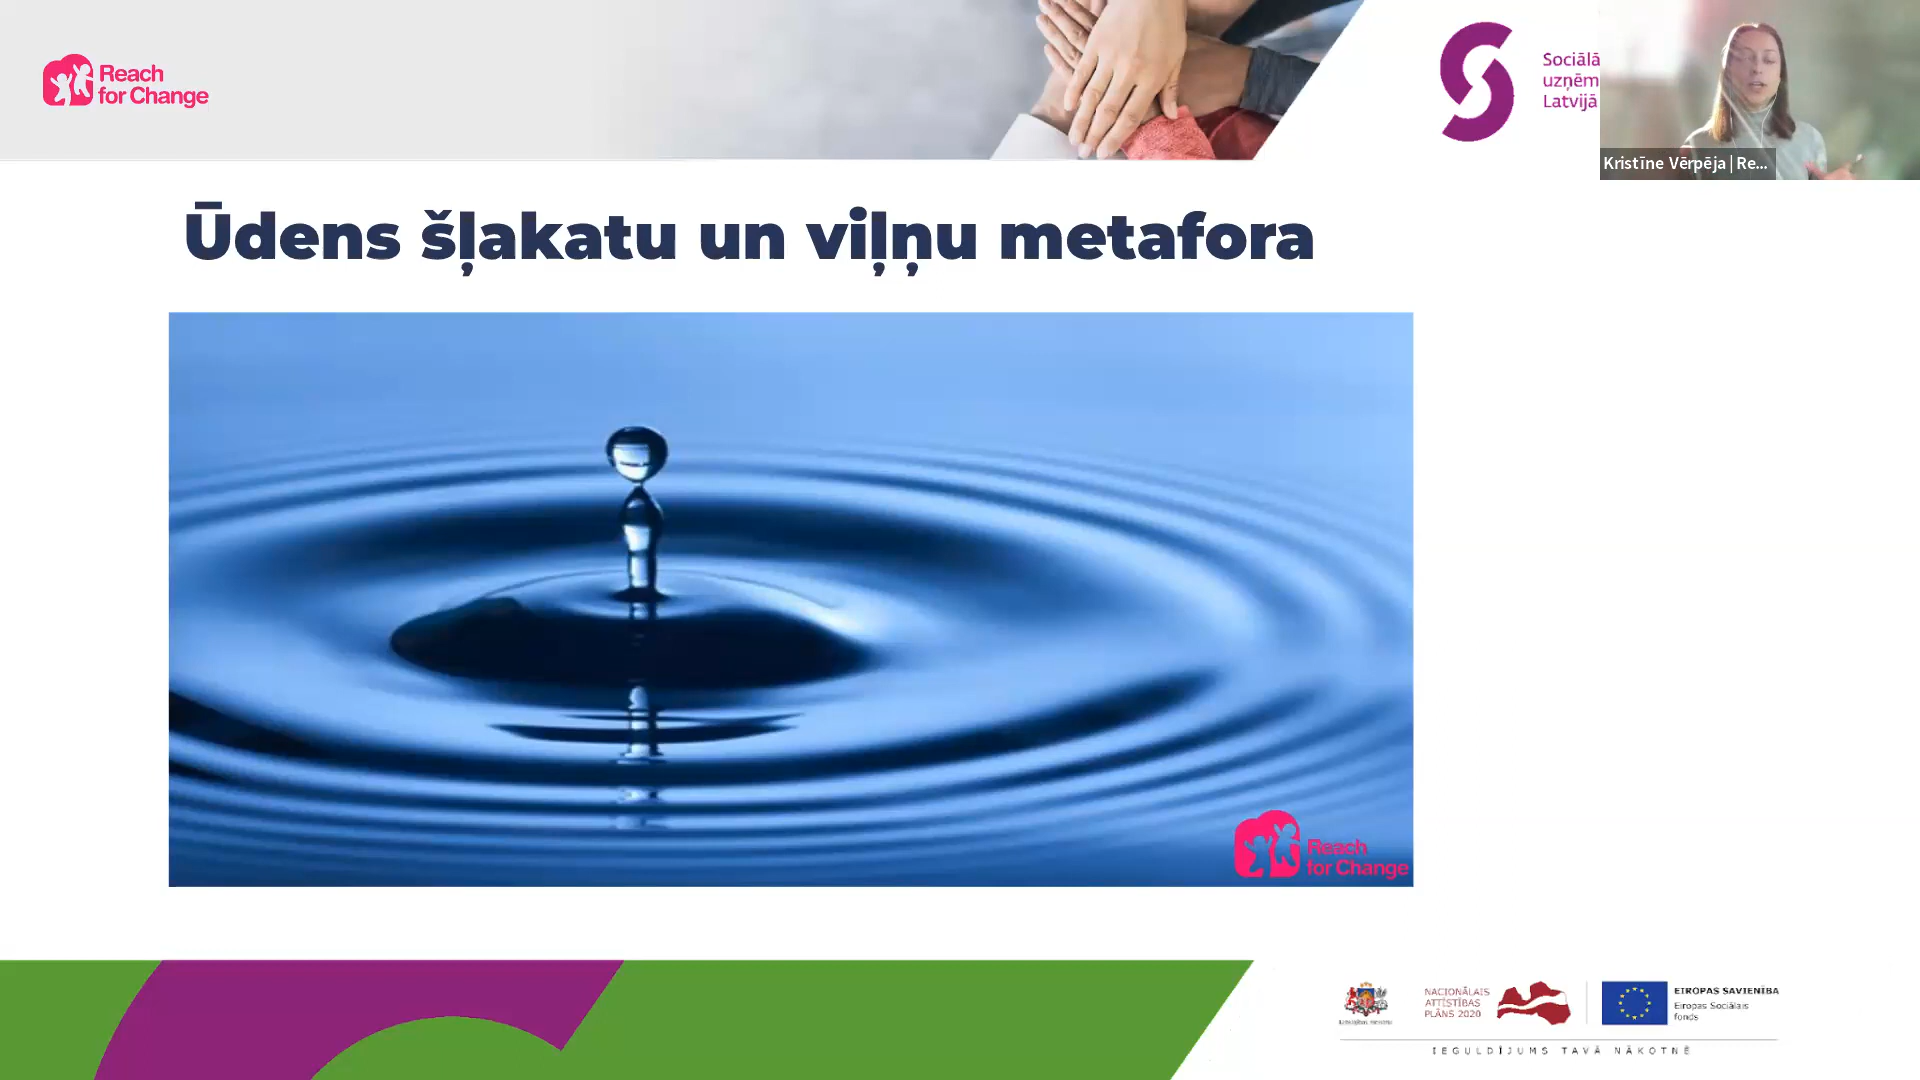 Reach
for Change
Sociālā
uzņēm
Latvijā
Kristīne Vērpēja | Re...
Ūdens šļakatu un viļņu metafora
Reach
for Change
NACIONĀLAIS
ATTĪSTĪBAS
PLĀNS 2020
EIROPAS SAVIENĪBA
Eiropas Sociālais
fonds
IEGULDĪJUMS TAVĀ NĀKOTNĒ